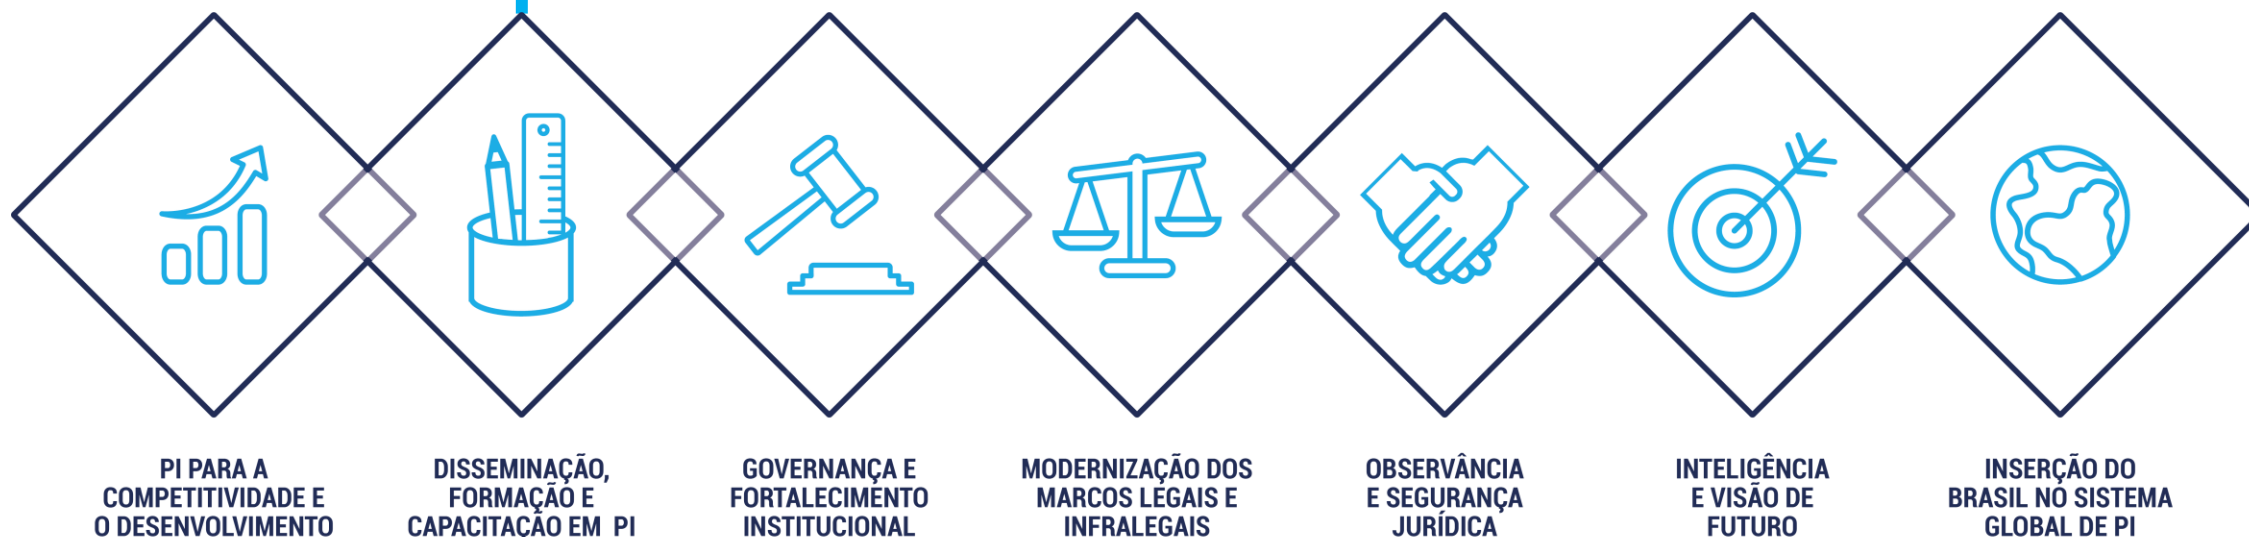 PI PARA A
COMPETITIVIDADE E
O DESENVOLVIMENTO
DISSEMINAÇÃO,
FORMAÇÃO E
CAPACITAÇÃO EM PI
GOVERNANÇA E
FORTALECIMENTO
INSTITUCIONAL
MODERNIZAÇÃO DOS
MARCOS LEGAIS E
INFRALEGAIS
OBSERVÂNCIA
E SEGURANÇA
JURÍDICA
INTELIGÊNCIA
E VISÃO DE
FUTURO
INSERÇÃO DO
BRASIL NO SISTEMA
GLOBAL DE PI